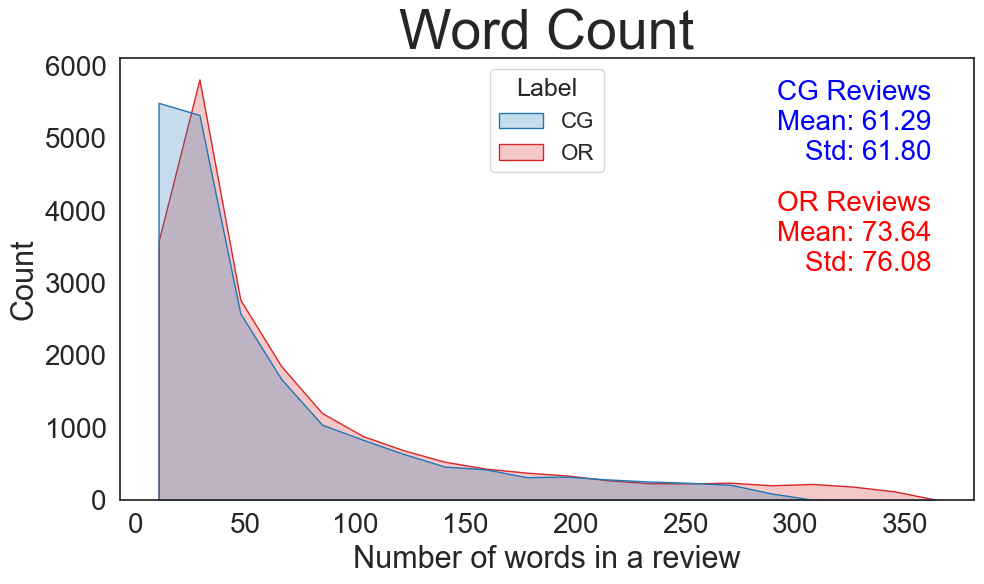 Word Count
6000
5000
4000
3000
2000
1000
0
Count
Label
CG
OR
CG Reviews
Mean: 61.29
Std: 61.80
OR Reviews
Mean: 73.64
Std: 76.08
0 50 100 150 200 250 300 350
Number of words in a review